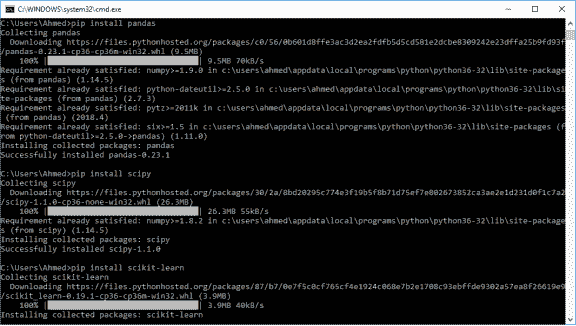 C:\WINDOWS\system32\cmd.exe
C:\Users\Ahmed>pip install pandas
Collecting pandas
Downloading https://files.pythonhosted.org/packages/c0/56/
/pandas-0.23.1-cp36-cp36m-win32.whl (9.5MB)
100% 9.5MB 70kB/s
Requirement already satisfied: numpy>=1.9.0 in c:\users\ahmed\appdata\local\programs\python\python36-32\lib\site-packages
(from pandas) (1.14.5)
Requirement already satisfied: python-dateutil>=2.5.0 in c:\users\ahmed\appdata\local\programs\python\python36-32\lib\si
te-packages (from pandas) (2.7.3)
Requirement already satisfied: pytz>=2011k in c:\users\ahmed\appdata\local\programs\python\python36-32\lib\site-packages
(from pandas) (2018.4)
Requirement already satisfied: six>=1.5 in c:\users\ahmed\appdata\local\programs\python\python36-32\lib\site-packages (f
rom python-dateutil>=2.5.0->pandas) (1.11.0)
Installing collected packages: pandas
Successfully installed pandas-0.23.1
C:\Users\Ahmed>pip install scipy
Collecting scipy
Downloading https://files.pythonhosted.org/packages/30/2a/
/scipy-1.1.0-cp36-none-win32.whl (26.3MB)
100% 26.3MB 55kB/s
Requirement already satisfied: numpy>=1.8.2 in c:\users\ahmed\appdata\local\programs\python\python36-32\lib\site-packages
(from scipy) (1.14.5)
Installing collected packages: scipy
Successfully installed scipy-1.1.0
C:\Users\Ahmed>pip install scikit-learn
Collecting scikit-learn
Downloading https://files.pythonhosted.org/packages/87/b7/
/scikit_learn-0.19.1-cp36-cp36m-win32.whl (3.9MB)
100% 3.9MB 40kB/s
Installing collected packages: scikit-learn